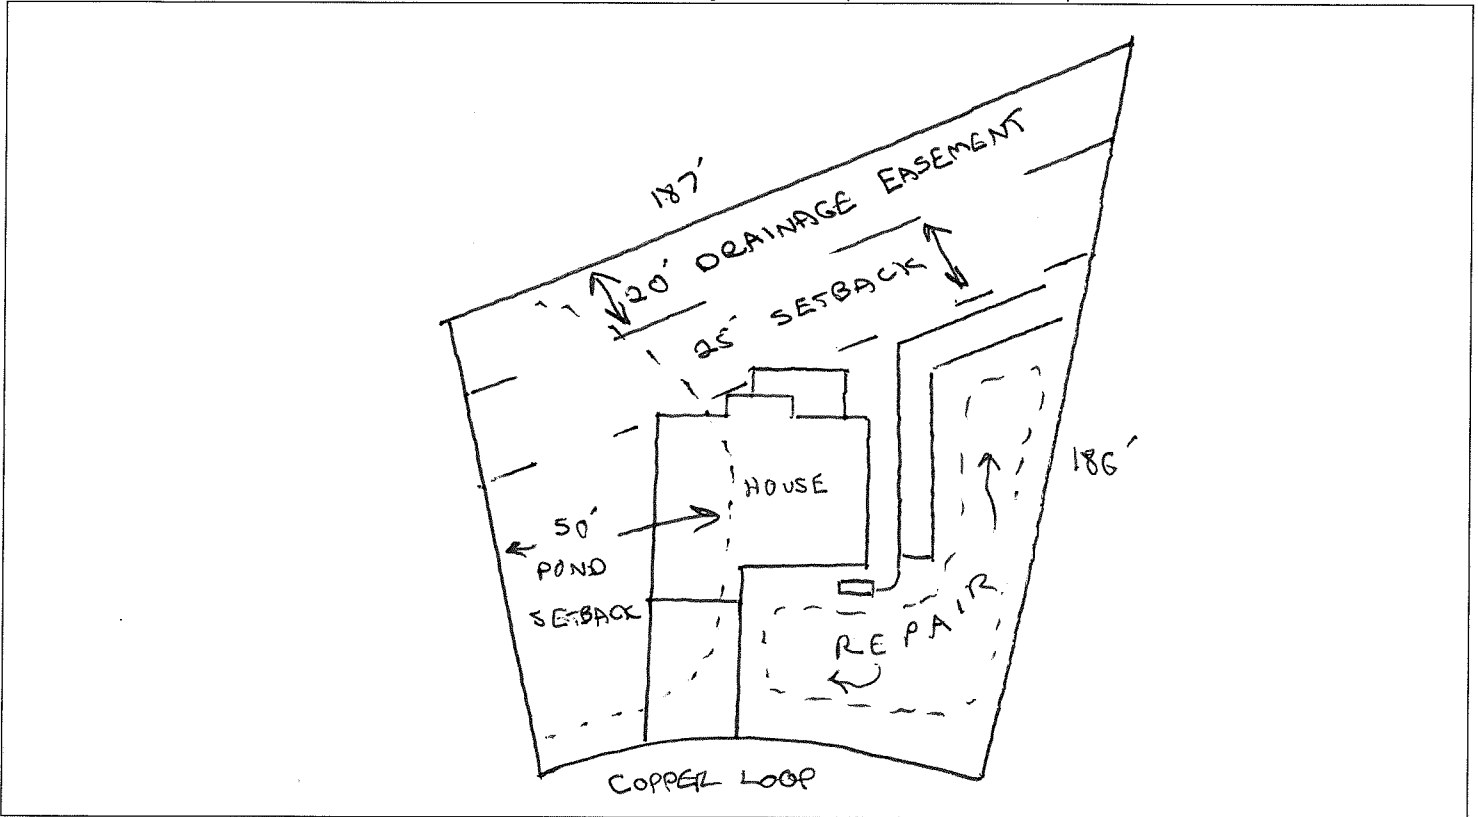 187'
20' DRAINAGE EASEMENT
25' SETBACK
HOUSE
186'
50'
POND
SETBACK
REPAIR
COPPER LOOP